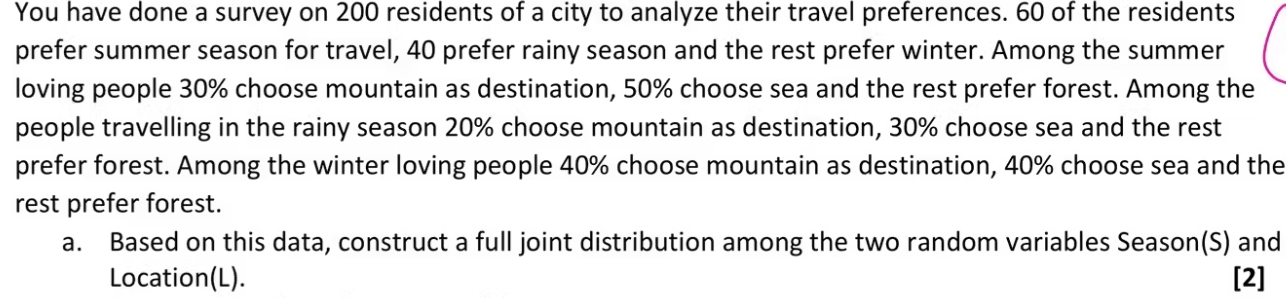 You have done a survey on 200 residents of a city to analyze their travel preferences. 60 of the residents
prefer summer season for travel, 40 prefer rainy season and the rest prefer winter. Among the summer
loving people 30% choose mountain as destination, 50% choose sea and the rest prefer forest. Among the
people travelling in the rainy season 20% choose mountain as destination, 30% choose sea and the rest
prefer forest. Among the winter loving people 40% choose mountain as destination, 40% choose sea and the
rest prefer forest.
a. Based on this data, construct a full joint distribution among the two random variables Season(S) and
Location(L). [2]